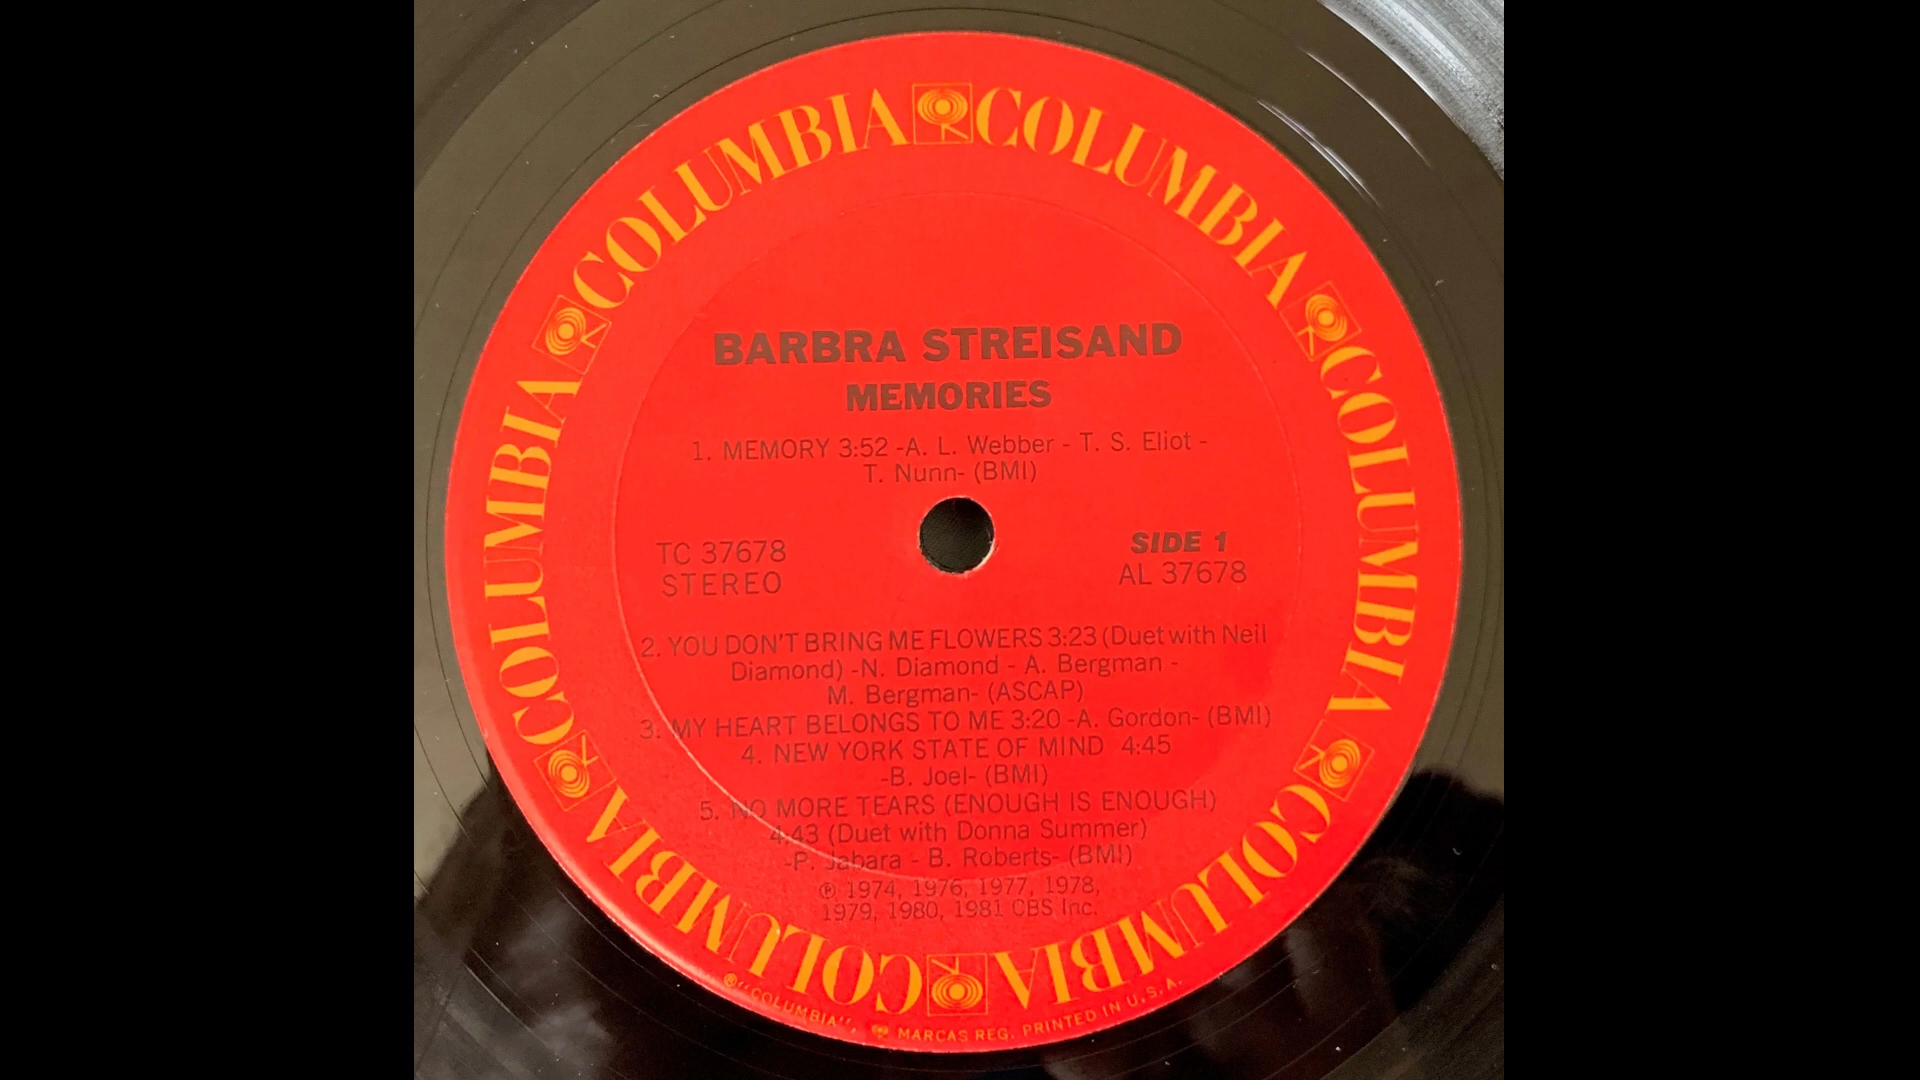 COLUMBIA COLUMBIA COLUMBIA COLUMBIA COLUMBIA COLUMBIA
BARBRA STREISAND
MEMORIES
1. MEMORY 3:52 -A. L. Webber - T. S. Eliot -
T. Nunn- (BMI)
TC 37678
STEREO
SIDE 1
AL 37678
2. YOU DON'T BRING ME FLOWERS 3:23 (Duet with Neil
Diamond) -N. Diamond - A. Bergman -
M. Bergman- (ASCAP)
3. MY HEART BELONGS TO ME 3:20 -A. Gordon- (BMI)
4. NEW YORK STATE OF MIND 4:45
-B. Joel- (BMI)
5. NO MORE TEARS (ENOUGH IS ENOUGH)
4:43 (Duet with Donna Summer)
-P. Jabara - B. Roberts- (BMI)
℗ 1974, 1976, 1977, 1978,
1979, 1980, 1981 CBS Inc.
®"COLUMBIA", MARCAS REG. PRINTED IN U.S.A.